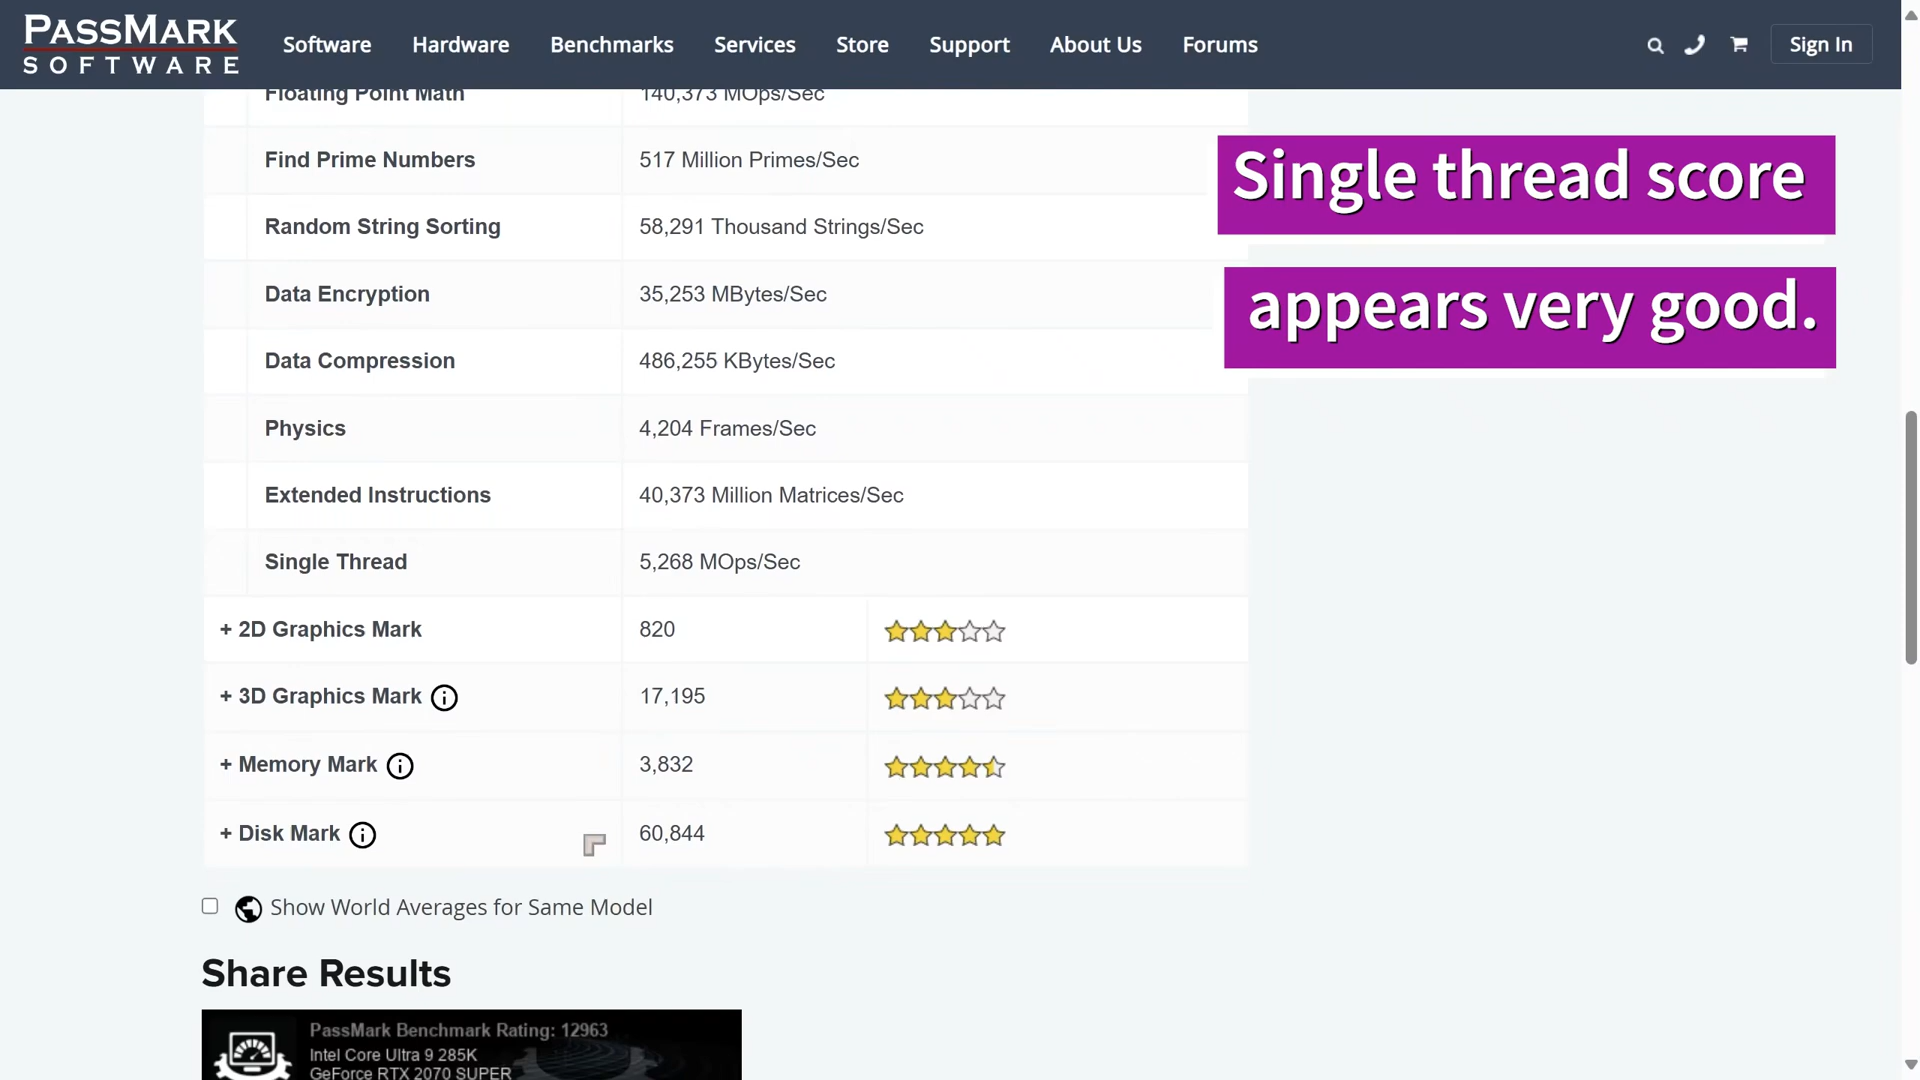 PASSMARK
SOFTWARE
Software Hardware Benchmarks Services Store Support About Us Forums Sign In
Floating Point Math 140,373 MOps/Sec
Find Prime Numbers 517 Million Primes/Sec
Random String Sorting 58,291 Thousand Strings/Sec
Data Encryption 35,253 MBytes/Sec
Data Compression 486,255 KBytes/Sec
Physics 4,204 Frames/Sec
Extended Instructions 40,373 Million Matrices/Sec
Single Thread 5,268 MOps/Sec
+ 2D Graphics Mark 820
+ 3D Graphics Mark 17,195
+ Memory Mark 3,832
+ Disk Mark 60,844
Single thread score
appears very good.
Show World Averages for Same Model
Share Results
PassMark Benchmark Rating: 12963
Intel Core Ultra 9 285K
GeForce RTX 2070 SUPER